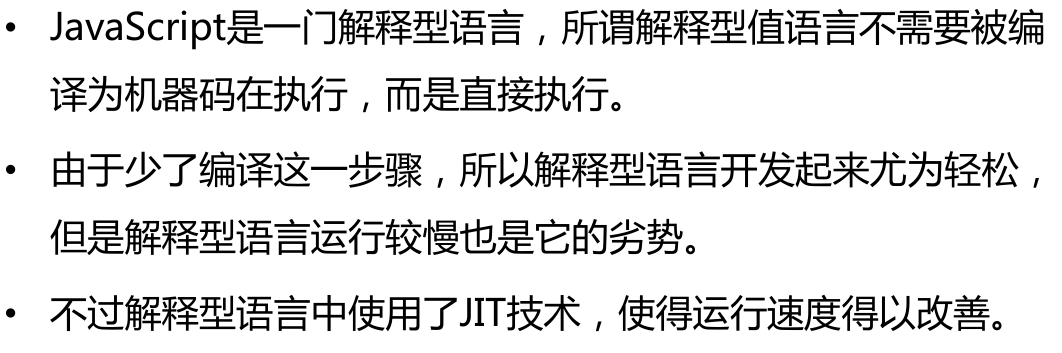 • JavaScript是一门解释型语言，所谓解释型值语言不需要被编
译为机器码在执行，而是直接执行。
• 由于少了编译这一步骤，所以解释型语言开发起来尤为轻松，
但是解释型语言运行较慢也是它的劣势。
• 不过解释型语言中使用了JIT技术，使得运行速度得以改善。